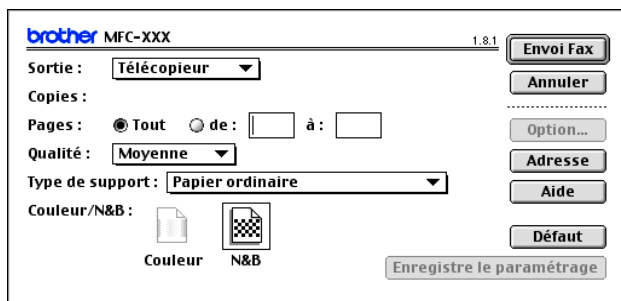 brother MFC-XXX 1.8.1
Envoi Fax
Sortie : Télécopieur
Annuler
Copies :
Pages : Tout de : à :
Option...
Qualité : Moyenne
Adresse
Type de support : Papier ordinaire
Aide
Couleur/N&B :
Couleur N&B
Défaut
Enregistre le paramétrage